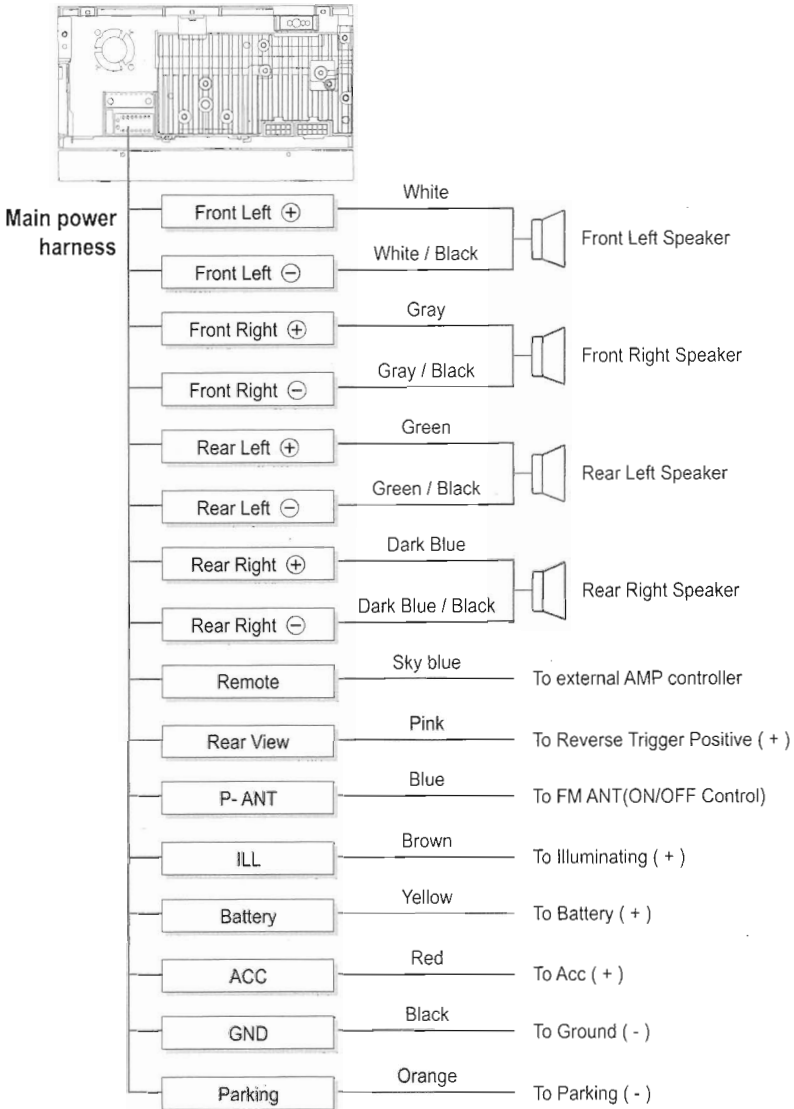 Main power
harness
Front Left ⊕
White
Front Left Speaker
Front Left ⊖
White / Black
Front Right ⊕
Gray
Front Right Speaker
Front Right ⊖
Gray / Black
Rear Left ⊕
Green
Rear Left Speaker
Rear Left ⊖
Green / Black
Rear Right ⊕
Dark Blue
Rear Right Speaker
Rear Right ⊖
Dark Blue / Black
Remote
Sky blue
To external AMP controller
Rear View
Pink
To Reverse Trigger Positive ( + )
P- ANT
Blue
To FM ANT(ON/OFF Control)
ILL
Brown
To Illuminating ( + )
Battery
Yellow
To Battery ( + )
ACC
Red
To Acc ( + )
GND
Black
To Ground ( - )
Parking
Orange
To Parking ( - )